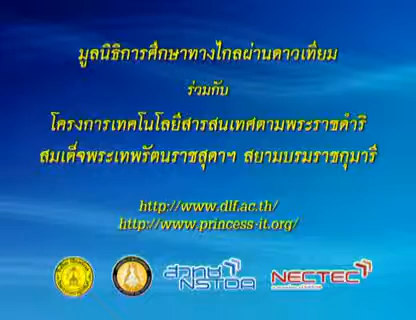 มูลนิธิการศึกษาทางไกลผ่านดาวเทียม
ร่วมกับ
โครงการเทคโนโลยีสารสนเทศตามพระราชดำริ
สมเด็จพระเทพรัตนราชสุดาฯ สยามบรมราชกุมารี
http://www.dlf.ac.th/
http://www.princess-it.org/
สวทช
NSTDA
NECTEC